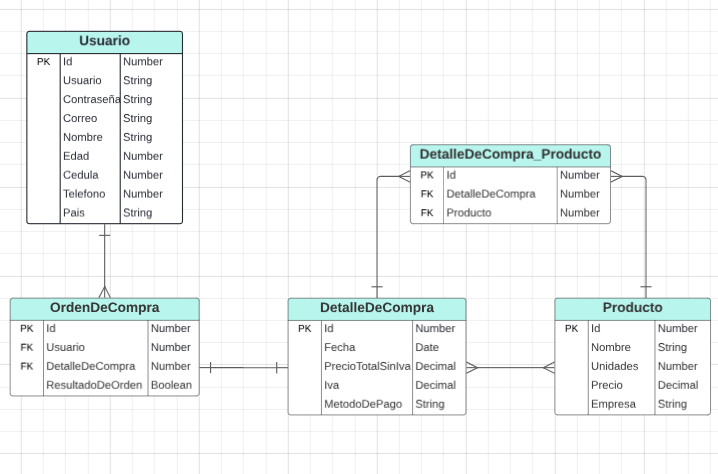 Usuario
PK Id Number
Usuario String
Contraseña String
Correo String
Nombre String
Edad Number
Cedula Number
Telefono Number
Pais String
DetalleDeCompra_Producto
PK Id Number
FK DetalleDeCompra Number
FK Producto Number
OrdenDeCompra
PK Id Number
FK Usuario Number
FK DetalleDeCompra Number
ResultadoDeOrden Boolean
DetalleDeCompra
PK Id Number
Fecha Date
PrecioTotalSinIva Decimal
Iva Decimal
MetodoDePago String
Producto
PK Id Number
Nombre String
Unidades Number
Precio Decimal
Empresa String